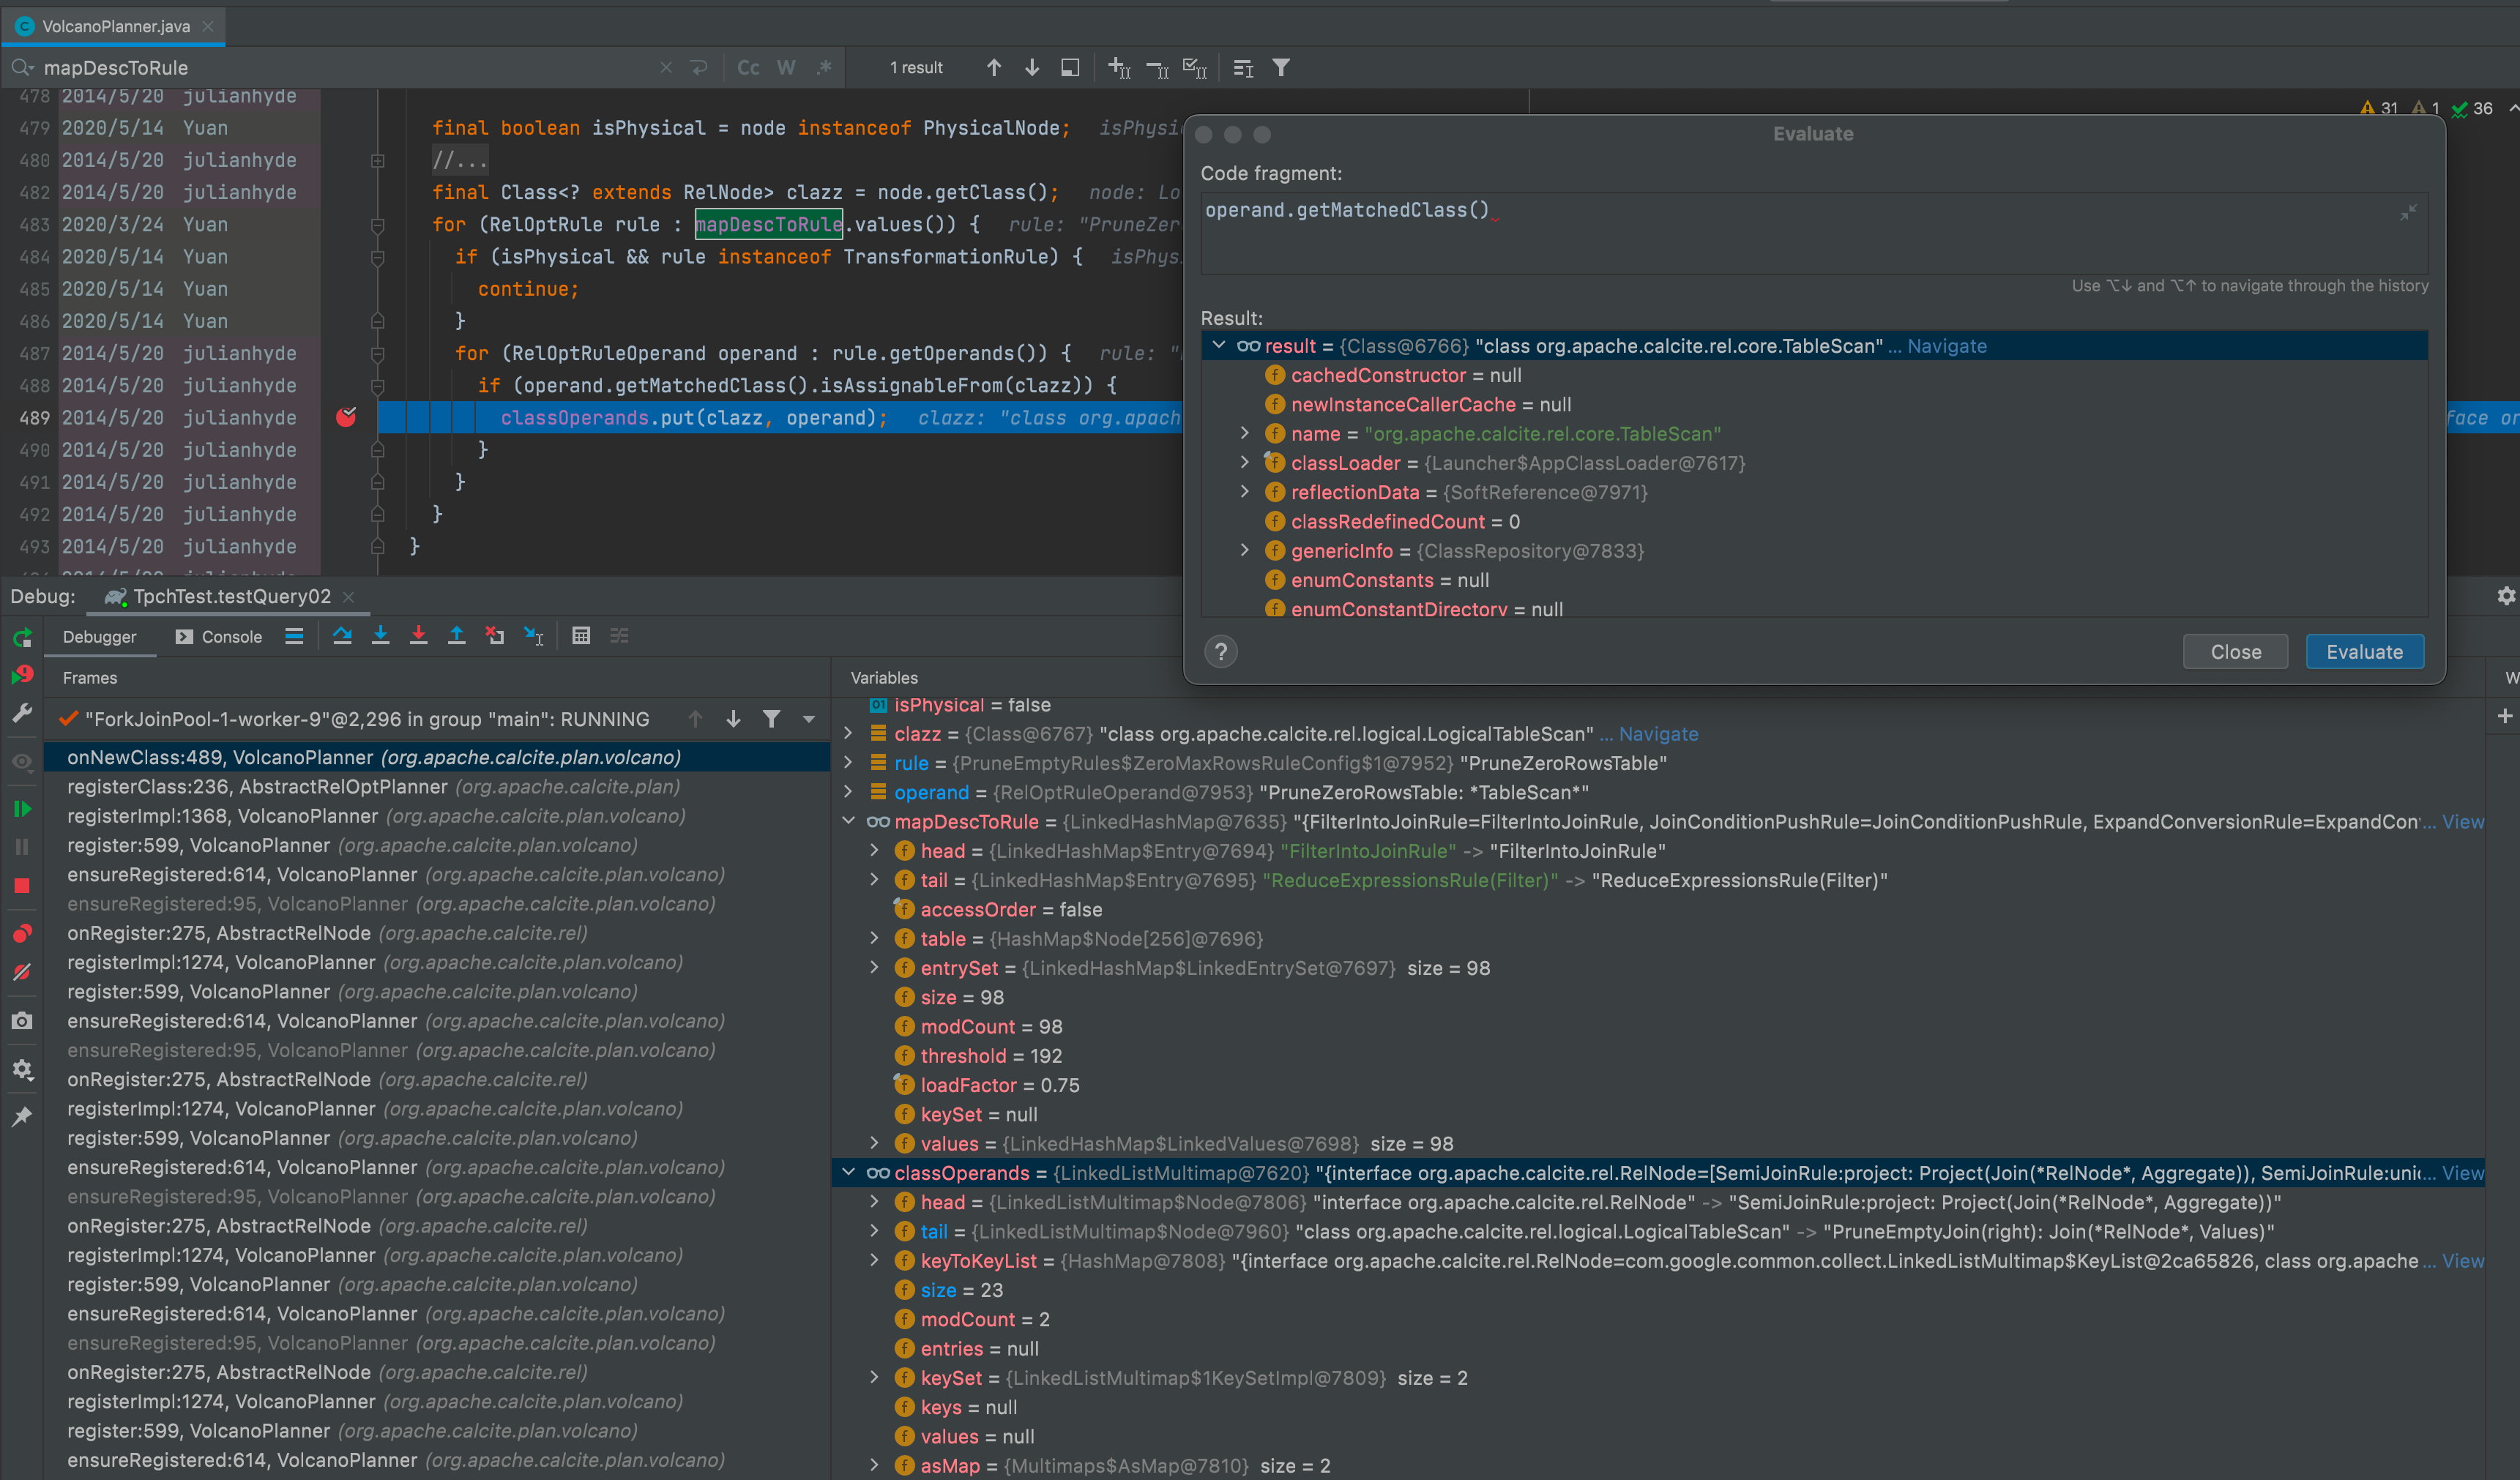 VolcanoPlanner.java
mapDescToRule
Cc W .*
1 result
478 2014/5/20 julianhyde
479 2020/5/14 Yuan final boolean isPhysical = node instanceof PhysicalNode; isPhysi
480 2014/5/20 julianhyde //...
482 2014/5/20 julianhyde final Class<? extends RelNode> clazz = node.getClass(); node: Lo
483 2020/3/24 Yuan for (RelOptRule rule : mapDescToRule.values()) { rule: "PruneZer
484 2020/5/14 Yuan if (isPhysical && rule instanceof TransformationRule) { isPhys
485 2020/5/14 Yuan continue;
486 2020/5/14 Yuan }
487 2014/5/20 julianhyde for (RelOptRuleOperand operand : rule.getOperands()) { rule: "
488 2014/5/20 julianhyde if (operand.getMatchedClass().isAssignableFrom(clazz)) {
489 2014/5/20 julianhyde classOperands.put(clazz, operand); clazz: "class org.apach
490 2014/5/20 julianhyde }
491 2014/5/20 julianhyde }
492 2014/5/20 julianhyde }
493 2014/5/20 julianhyde }
31 1 36
face or
Evaluate
Code fragment:
operand.getMatchedClass()
Use ⌥↓ and ⌥↑ to navigate through the history
Result:
result = {Class@6766} "class org.apache.calcite.rel.core.TableScan" ... Navigate
cachedConstructor = null
newInstanceCallerCache = null
name = "org.apache.calcite.rel.core.TableScan"
classLoader = {Launcher$AppClassLoader@7617}
reflectionData = {SoftReference@7971}
classRedefinedCount = 0
genericInfo = {ClassRepository@7833}
enumConstants = null
enumConstantDirectory = null
?
Close
Evaluate
Debug: TpchTest.testQuery02
Debugger
Console
Frames
"ForkJoinPool-1-worker-9"@2,296 in group "main": RUNNING
onNewClass:489, VolcanoPlanner (org.apache.calcite.plan.volcano)
registerClass:236, AbstractRelOptPlanner (org.apache.calcite.plan)
registerImpl:1368, VolcanoPlanner (org.apache.calcite.plan.volcano)
register:599, VolcanoPlanner (org.apache.calcite.plan.volcano)
ensureRegistered:614, VolcanoPlanner (org.apache.calcite.plan.volcano)
ensureRegistered:95, VolcanoPlanner (org.apache.calcite.plan.volcano)
onRegister:275, AbstractRelNode (org.apache.calcite.rel)
registerImpl:1274, VolcanoPlanner (org.apache.calcite.plan.volcano)
register:599, VolcanoPlanner (org.apache.calcite.plan.volcano)
ensureRegistered:614, VolcanoPlanner (org.apache.calcite.plan.volcano)
ensureRegistered:95, VolcanoPlanner (org.apache.calcite.plan.volcano)
onRegister:275, AbstractRelNode (org.apache.calcite.rel)
registerImpl:1274, VolcanoPlanner (org.apache.calcite.plan.volcano)
register:599, VolcanoPlanner (org.apache.calcite.plan.volcano)
ensureRegistered:614, VolcanoPlanner (org.apache.calcite.plan.volcano)
ensureRegistered:95, VolcanoPlanner (org.apache.calcite.plan.volcano)
onRegister:275, AbstractRelNode (org.apache.calcite.rel)
registerImpl:1274, VolcanoPlanner (org.apache.calcite.plan.volcano)
register:599, VolcanoPlanner (org.apache.calcite.plan.volcano)
ensureRegistered:614, VolcanoPlanner (org.apache.calcite.plan.volcano)
ensureRegistered:95, VolcanoPlanner (org.apache.calcite.plan.volcano)
onRegister:275, AbstractRelNode (org.apache.calcite.rel)
registerImpl:1274, VolcanoPlanner (org.apache.calcite.plan.volcano)
register:599, VolcanoPlanner (org.apache.calcite.plan.volcano)
ensureRegistered:614, VolcanoPlanner (org.apache.calcite.plan.volcano)
Variables
W
isPhysical = false
clazz = {Class@6767} "class org.apache.calcite.rel.logical.LogicalTableScan" ... Navigate
rule = {PruneEmptyRules$ZeroMaxRowsRuleConfig$1@7952} "PruneZeroRowsTable"
operand = {RelOptRuleOperand@7953} "PruneZeroRowsTable: *TableScan*"
mapDescToRule = {LinkedHashMap@7635} "{FilterIntoJoinRule=FilterIntoJoinRule, JoinConditionPushRule=JoinConditionPushRule, ExpandConversionRule=ExpandCon... View
head = {LinkedHashMap$Entry@7694} "FilterIntoJoinRule" -> "FilterIntoJoinRule"
tail = {LinkedHashMap$Entry@7695} "ReduceExpressionsRule(Filter)" -> "ReduceExpressionsRule(Filter)"
accessOrder = false
table = {HashMap$Node[256]@7696}
entrySet = {LinkedHashMap$LinkedEntrySet@7697} size = 98
size = 98
modCount = 98
threshold = 192
loadFactor = 0.75
keySet = null
values = {LinkedHashMap$LinkedValues@7698} size = 98
classOperands = {LinkedListMultimap@7620} "{interface org.apache.calcite.rel.RelNode=[SemiJoinRule:project: Project(Join(*RelNode*, Aggregate)), SemiJoinRule:uni... View
head = {LinkedListMultimap$Node@7806} "interface org.apache.calcite.rel.RelNode" -> "SemiJoinRule:project: Project(Join(*RelNode*, Aggregate))"
tail = {LinkedListMultimap$Node@7960} "class org.apache.calcite.rel.logical.LogicalTableScan" -> "PruneEmptyJoin(right): Join(*RelNode*, Values)"
keyToKeyList = {HashMap@7808} "{interface org.apache.calcite.rel.RelNode=com.google.common.collect.LinkedListMultimap$KeyList@2ca65826, class org.apache ... View
size = 23
modCount = 2
entries = null
keySet = {LinkedListMultimap$1KeySetImpl@7809} size = 2
keys = null
values = null
asMap = {Multimaps$AsMap@7810} size = 2